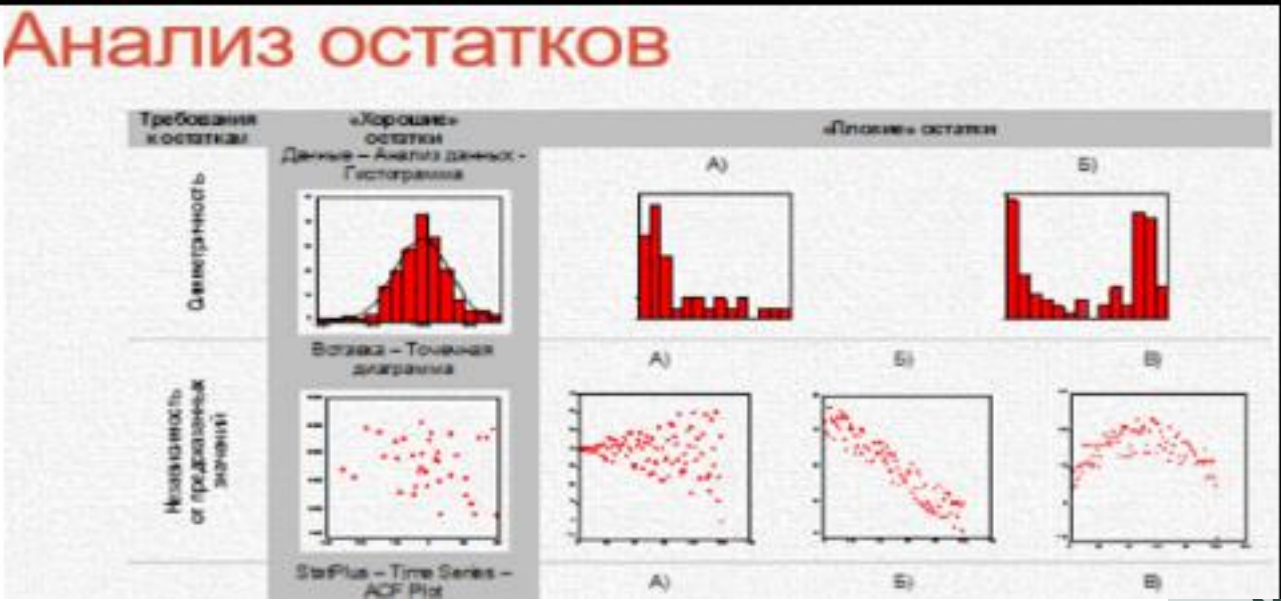 Анализ остатков
Требования
к остаткам
«Хорошие»
остатки
«Плохие» остатки
Симметричность
Данные – Анализ данных -
Гистограмма
А)
Б)
Независимость
от предсказанных
значений
Вставка – Точечная
диаграмма
А)
Б)
В)
StatPlus – Time Series –
ACF Plot
А)
Б)
В)